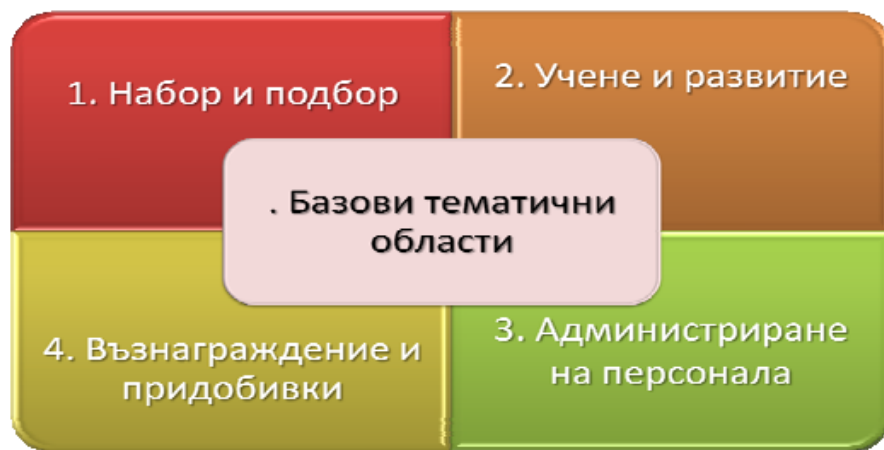 1. Набор и подбор
2. Учене и развитие
. Базови тематични
области
4. Възнаграждение и
придобивки
3. Администриране
на персонала